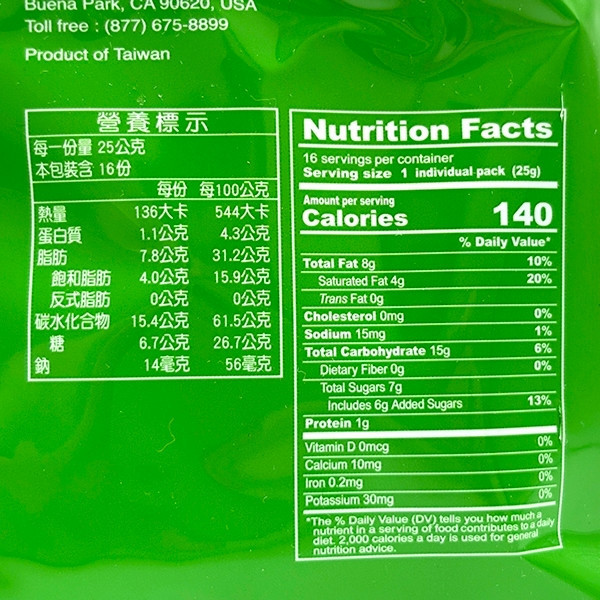 Buena Park, CA 90620, USA
Toll free : (877) 675-8899
Product of Taiwan
營養標示
每一份量 25公克
本包裝含 16份
每份 每100公克
熱量 136大卡 544大卡
蛋白質 1.1公克 4.3公克
脂肪 7.8公克 31.2公克
飽和脂肪 4.0公克 15.9公克
反式脂肪 0公克 0公克
碳水化合物 15.4公克 61.5公克
糖 6.7公克 26.7公克
鈉 14毫克 56毫克
Nutrition Facts
16 servings per container
Serving size 1 individual pack (25g)
Amount per serving
Calories 140
% Daily Value*
Total Fat 8g 10%
Saturated Fat 4g 20%
Trans Fat 0g
Cholesterol 0mg 0%
Sodium 15mg 1%
Total Carbohydrate 15g 6%
Dietary Fiber 0g 0%
Total Sugars 7g
Includes 6g Added Sugars 13%
Protein 1g
Vitamin D 0mcg 0%
Calcium 10mg 0%
Iron 0.2mg 0%
Potassium 30mg 0%
*The % Daily Value (DV) tells you how much a
nutrient in a serving of food contributes to a daily
diet. 2,000 calories a day is used for general
nutrition advice.